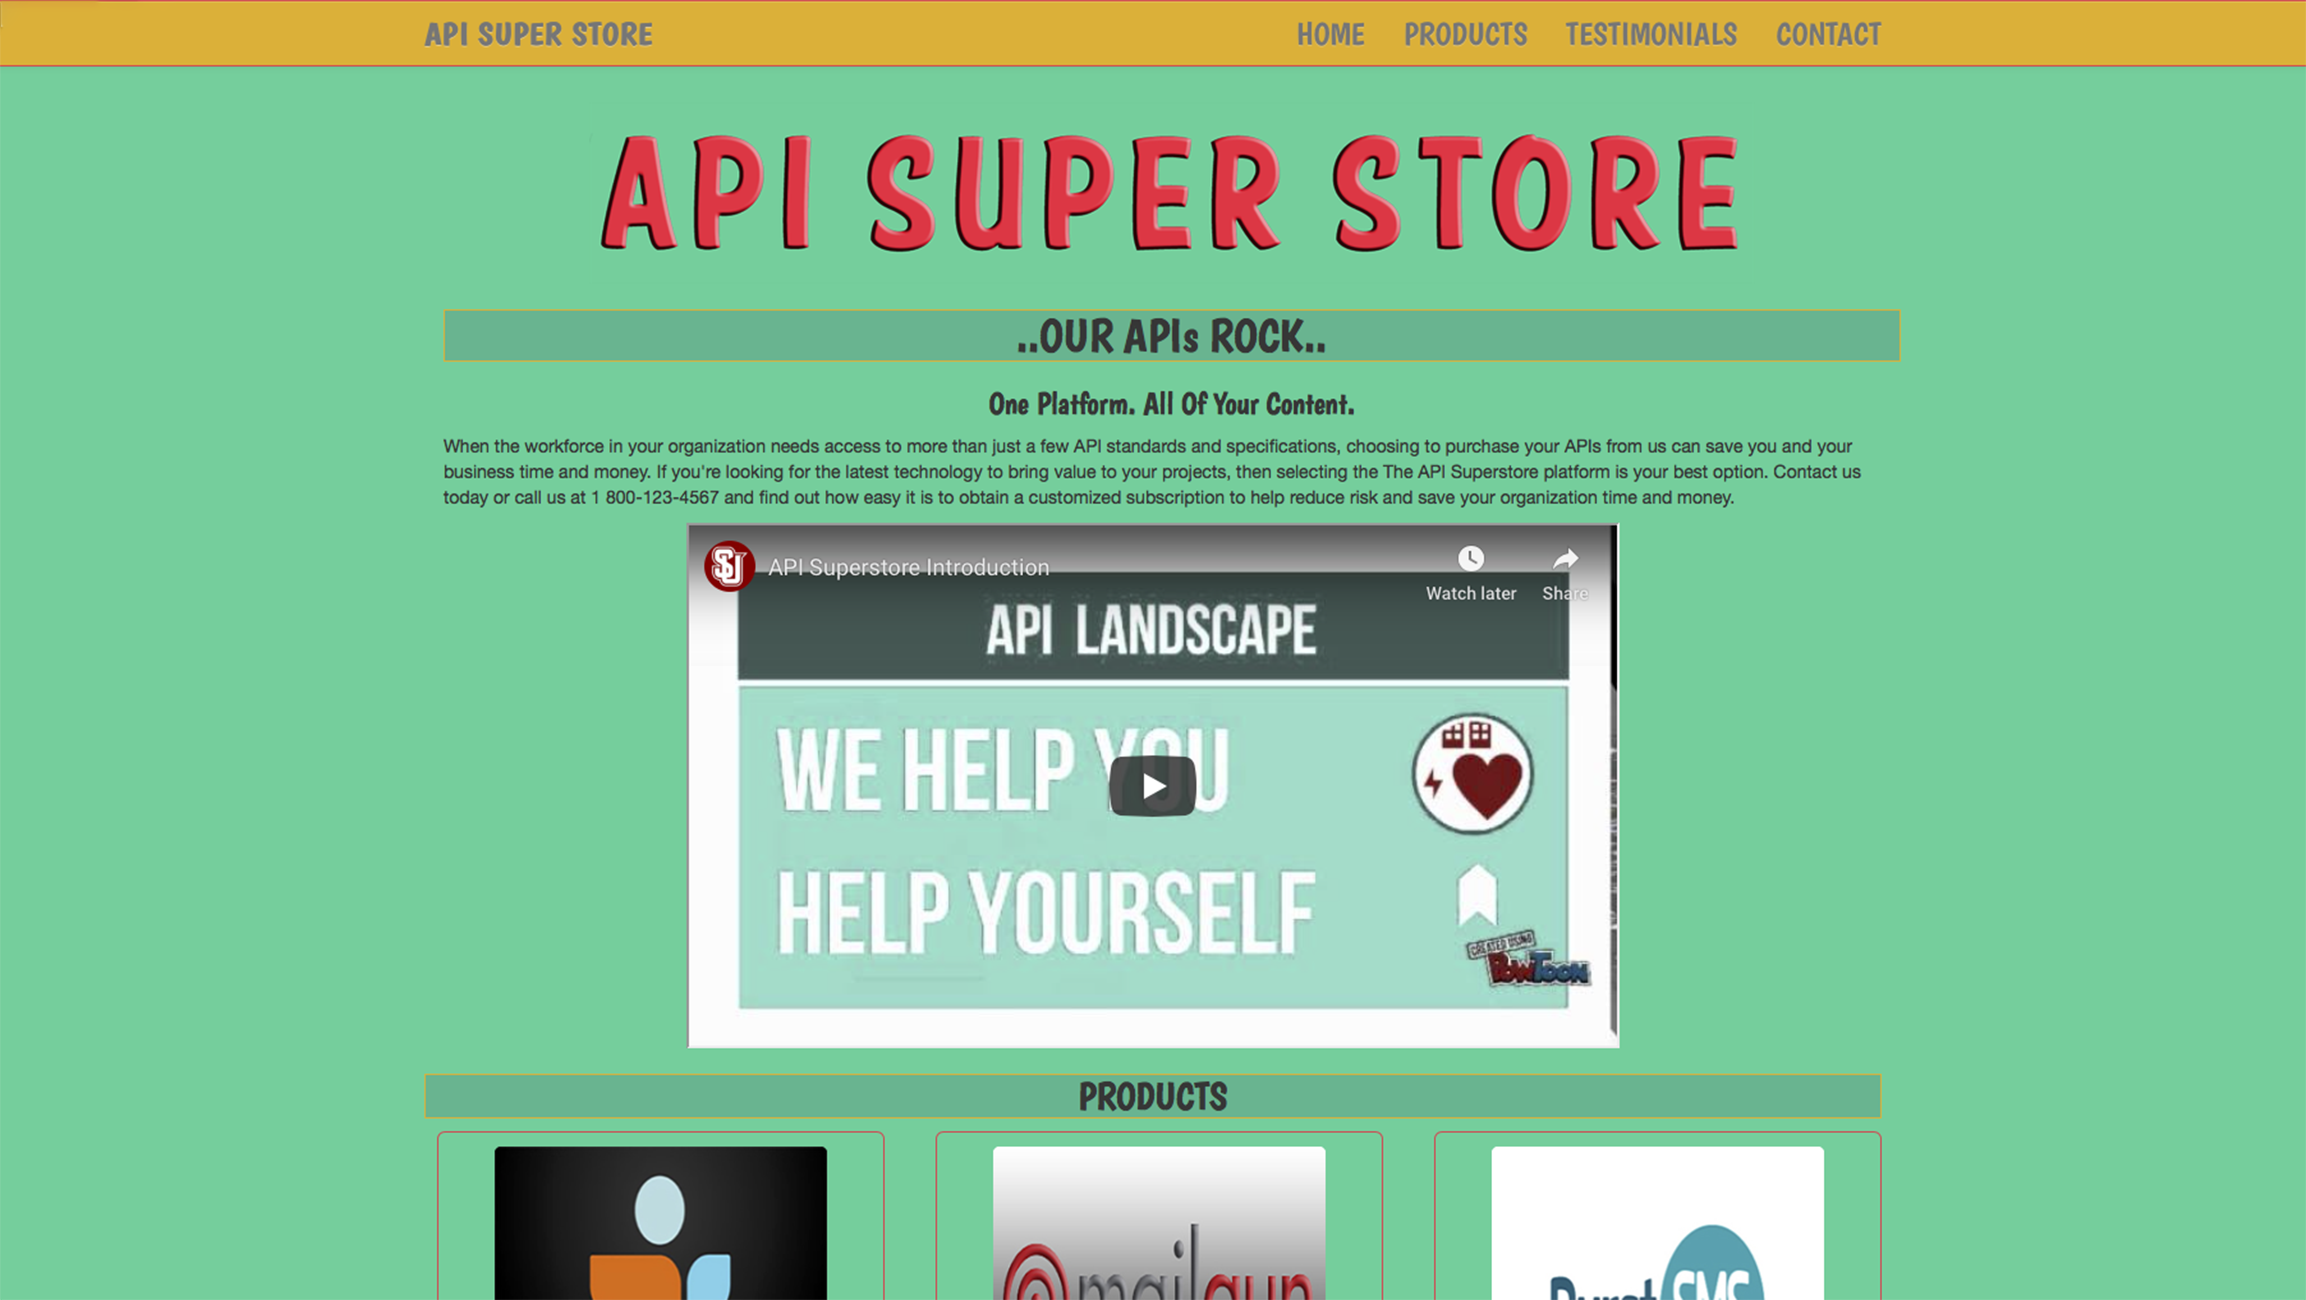 API SUPER STORE
HOME PRODUCTS TESTIMONIALS CONTACT
API SUPER STORE
..OUR APIs ROCK..
One Platform. All Of Your Content.
When the workforce in your organization needs access to more than just a few API standards and specifications, choosing to purchase your APIs from us can save you and your
business time and money. If you're looking for the latest technology to bring value to your projects, then selecting the The API Superstore platform is your best option. Contact us
today or call us at 1 800-123-4567 and find out how easy it is to obtain a customized subscription to help reduce risk and save your organization time and money.
SU
API Superstore Introduction
Watch later
Share
API LANDSCAPE
WE HELP YOU
HELP YOURSELF
CREATED USING
POWTOON
PRODUCTS
@mailgun
Burst SMS